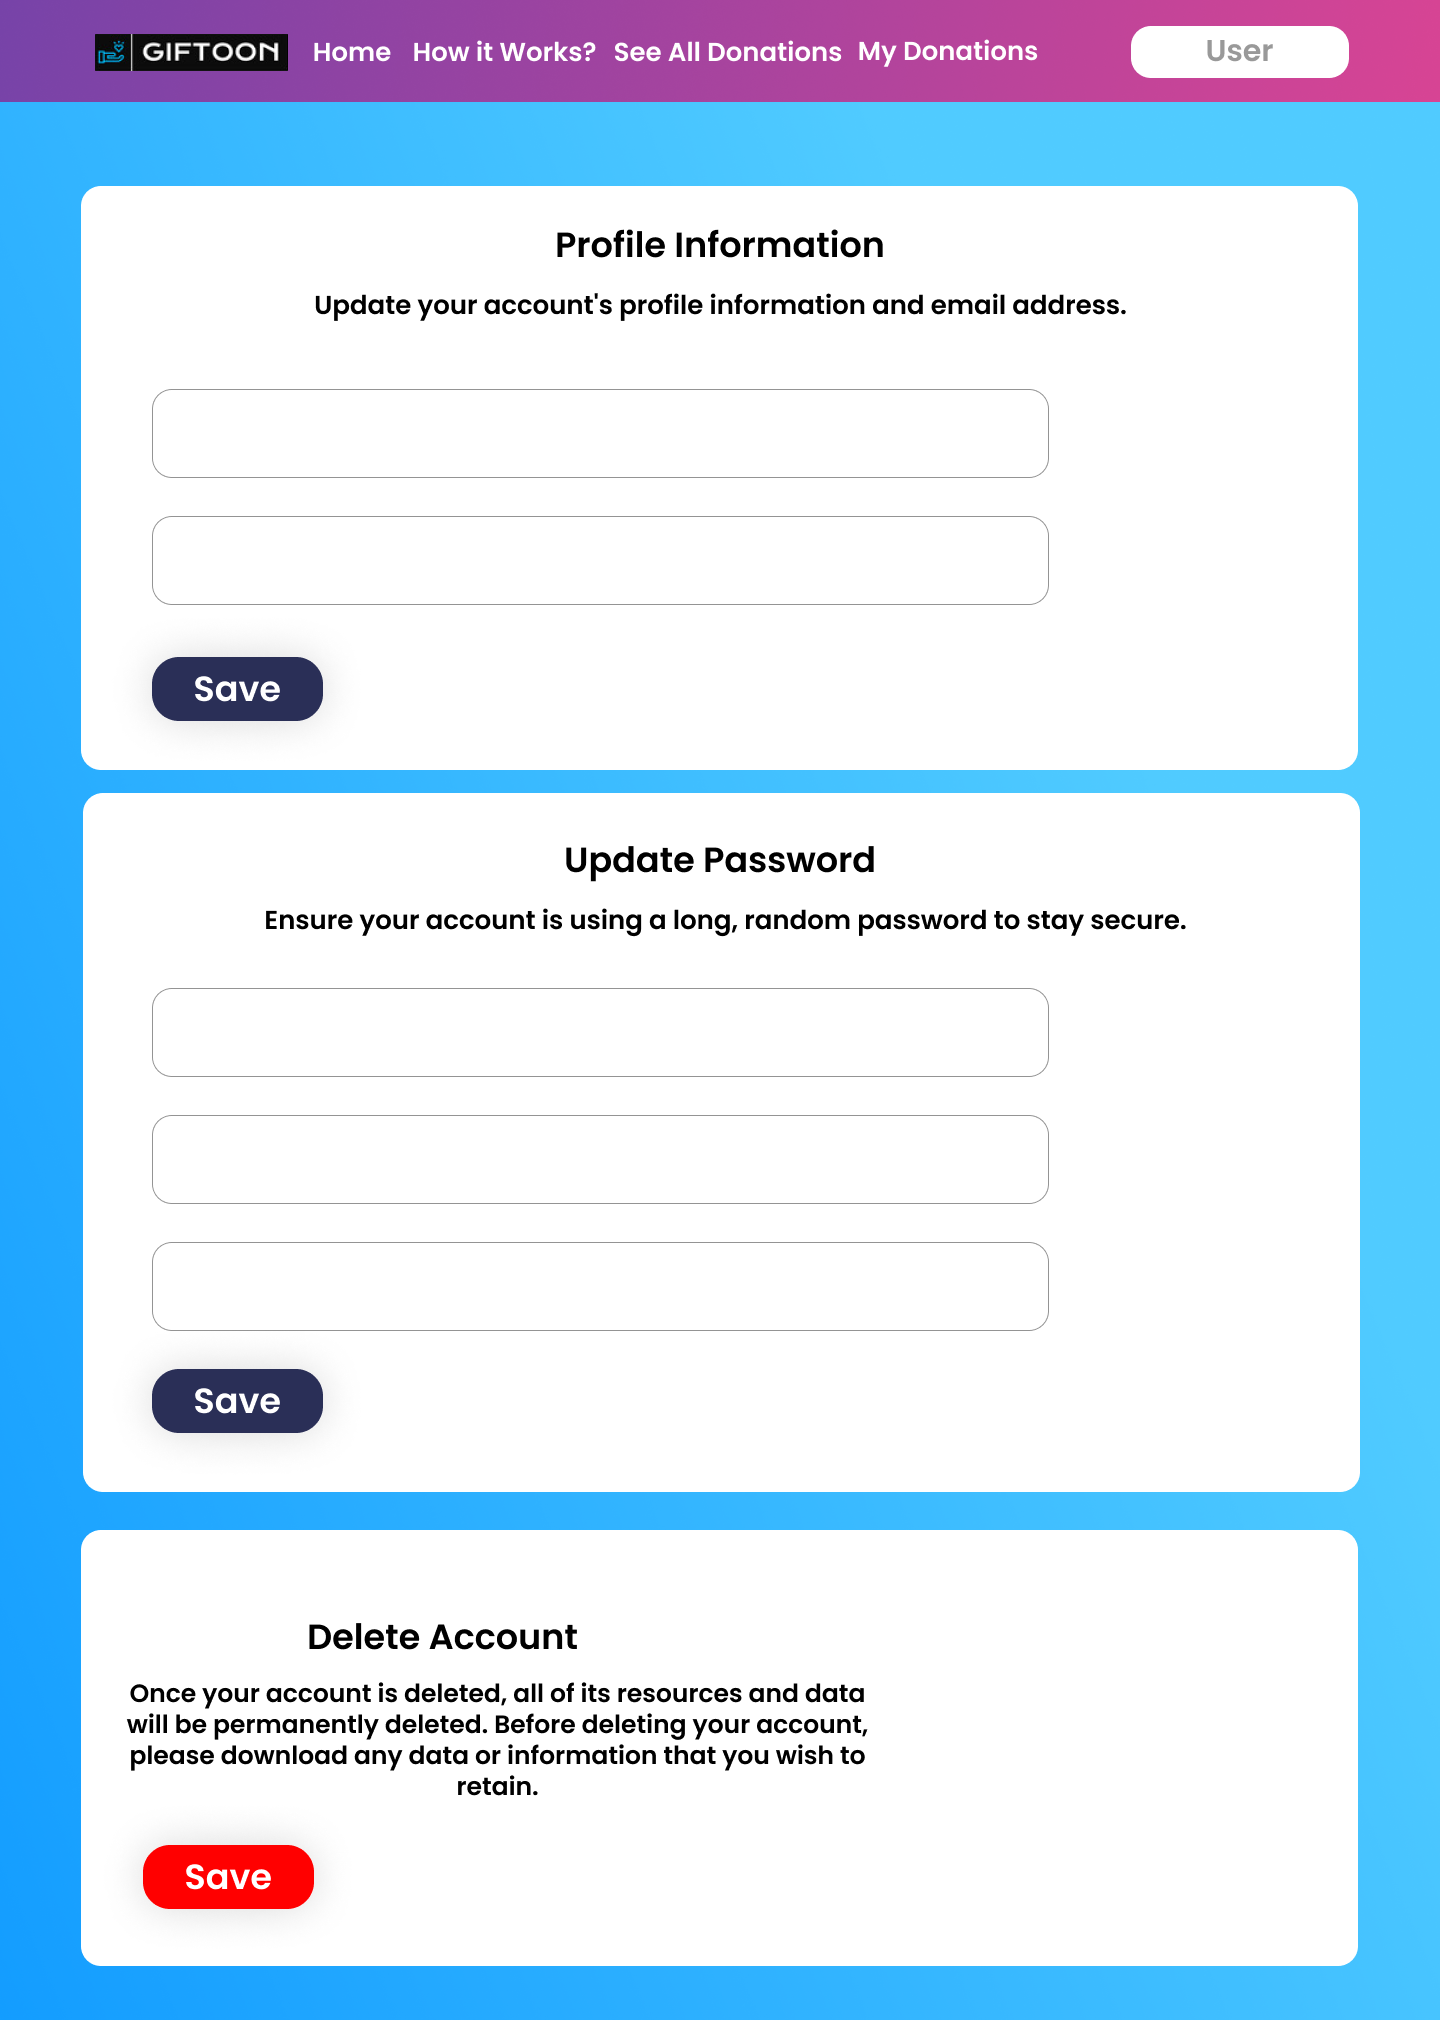 GIFTOON
Home How it Works? See All Donations My Donations
User
Profile Information
Update your account's profile information and email address.
Save
Update Password
Ensure your account is using a long, random password to stay secure.
Save
Delete Account
Once your account is deleted, all of its resources and data
will be permanently deleted. Before deleting your account,
please download any data or information that you wish to
retain.
Save